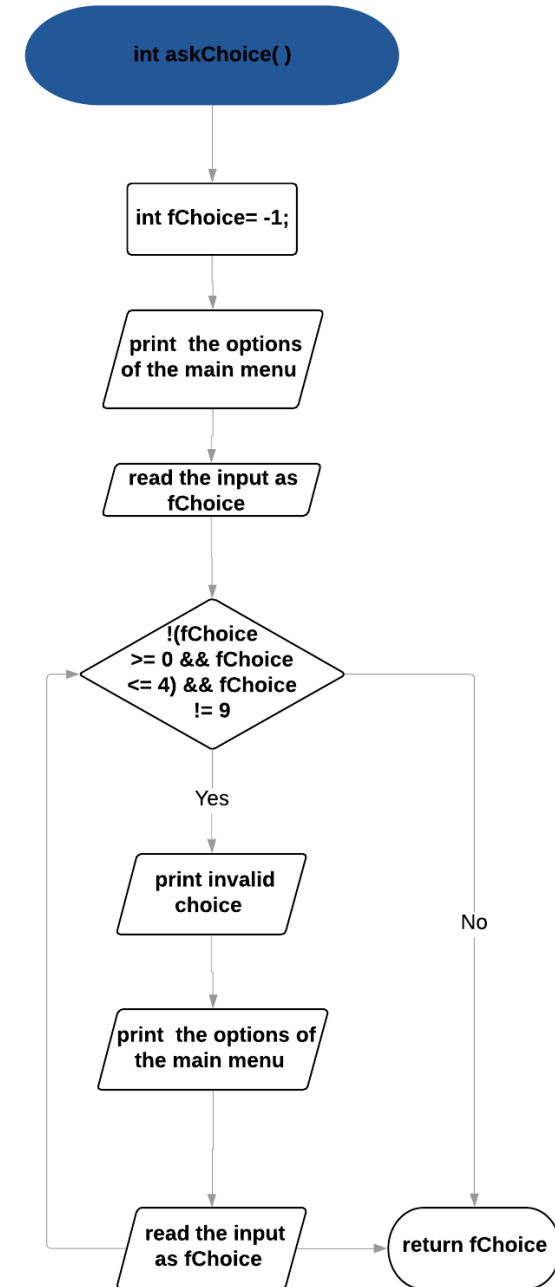 int askChoice( )
int fChoice= -1;
print  the options
of the main menu
read the input as
fChoice
!(fChoice
>= 0 && fChoice
<= 4) && fChoice
!= 9
Yes
print invalid
choice
No
print  the options of
the main menu
read the input
as fChoice
return fChoice